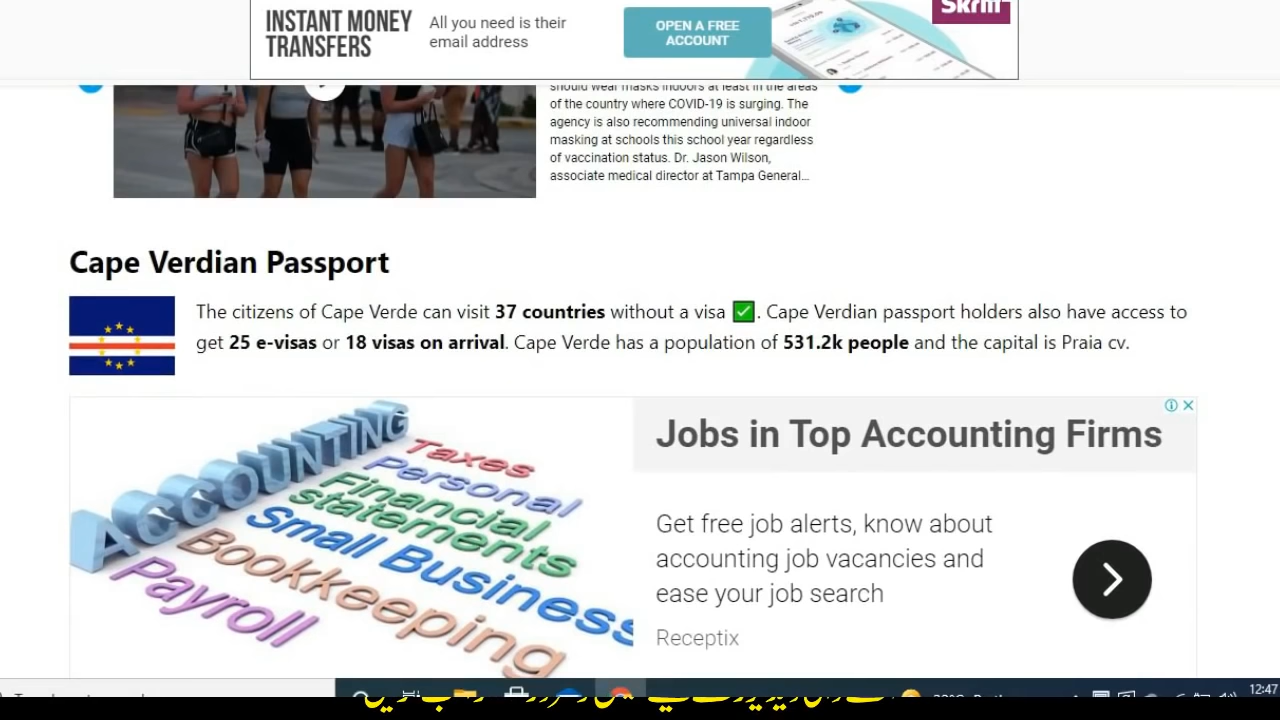 INSTANT MONEY
TRANSFERS
All you need is their
email address
OPEN A FREE
ACCOUNT
Skrill
should wear masks indoors at least in the areas
of the country where COVID-19 is surging. The
agency is also recommending universal indoor
masking at schools this school year regardless
of vaccination status. Dr. Jason Wilson,
associate medical director at Tampa General...
Cape Verdian Passport
The citizens of Cape Verde can visit 37 countries without a visa ✅. Cape Verdian passport holders also have access to
get 25 e-visas or 18 visas on arrival. Cape Verde has a population of 531.2k people and the capital is Praia cv.
ACCOUNTING
Taxes
Personal
Financial
statements
Small Business
Bookkeeping
Payroll
Jobs in Top Accounting Firms
Get free job alerts, know about
accounting job vacancies and
ease your job search
Receptix
12:47